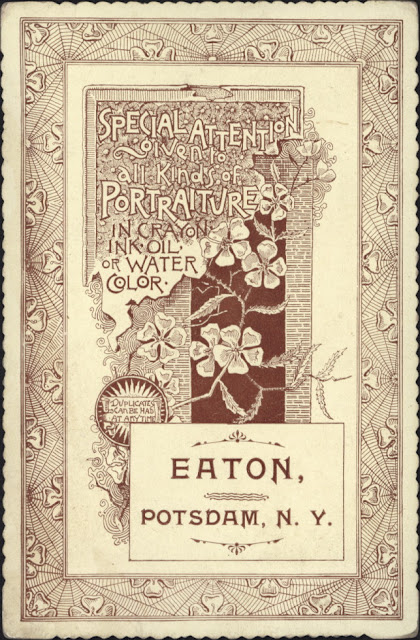 SPECIAL ATTENTION
given to
all kinds of
PORTRAITURE
IN CRAYON
INK·OIL·
OR WATER
COLOR·
DUPLICATES
CAN BE HAD
AT ANY TIME
EATON,
POTSDAM, N. Y.